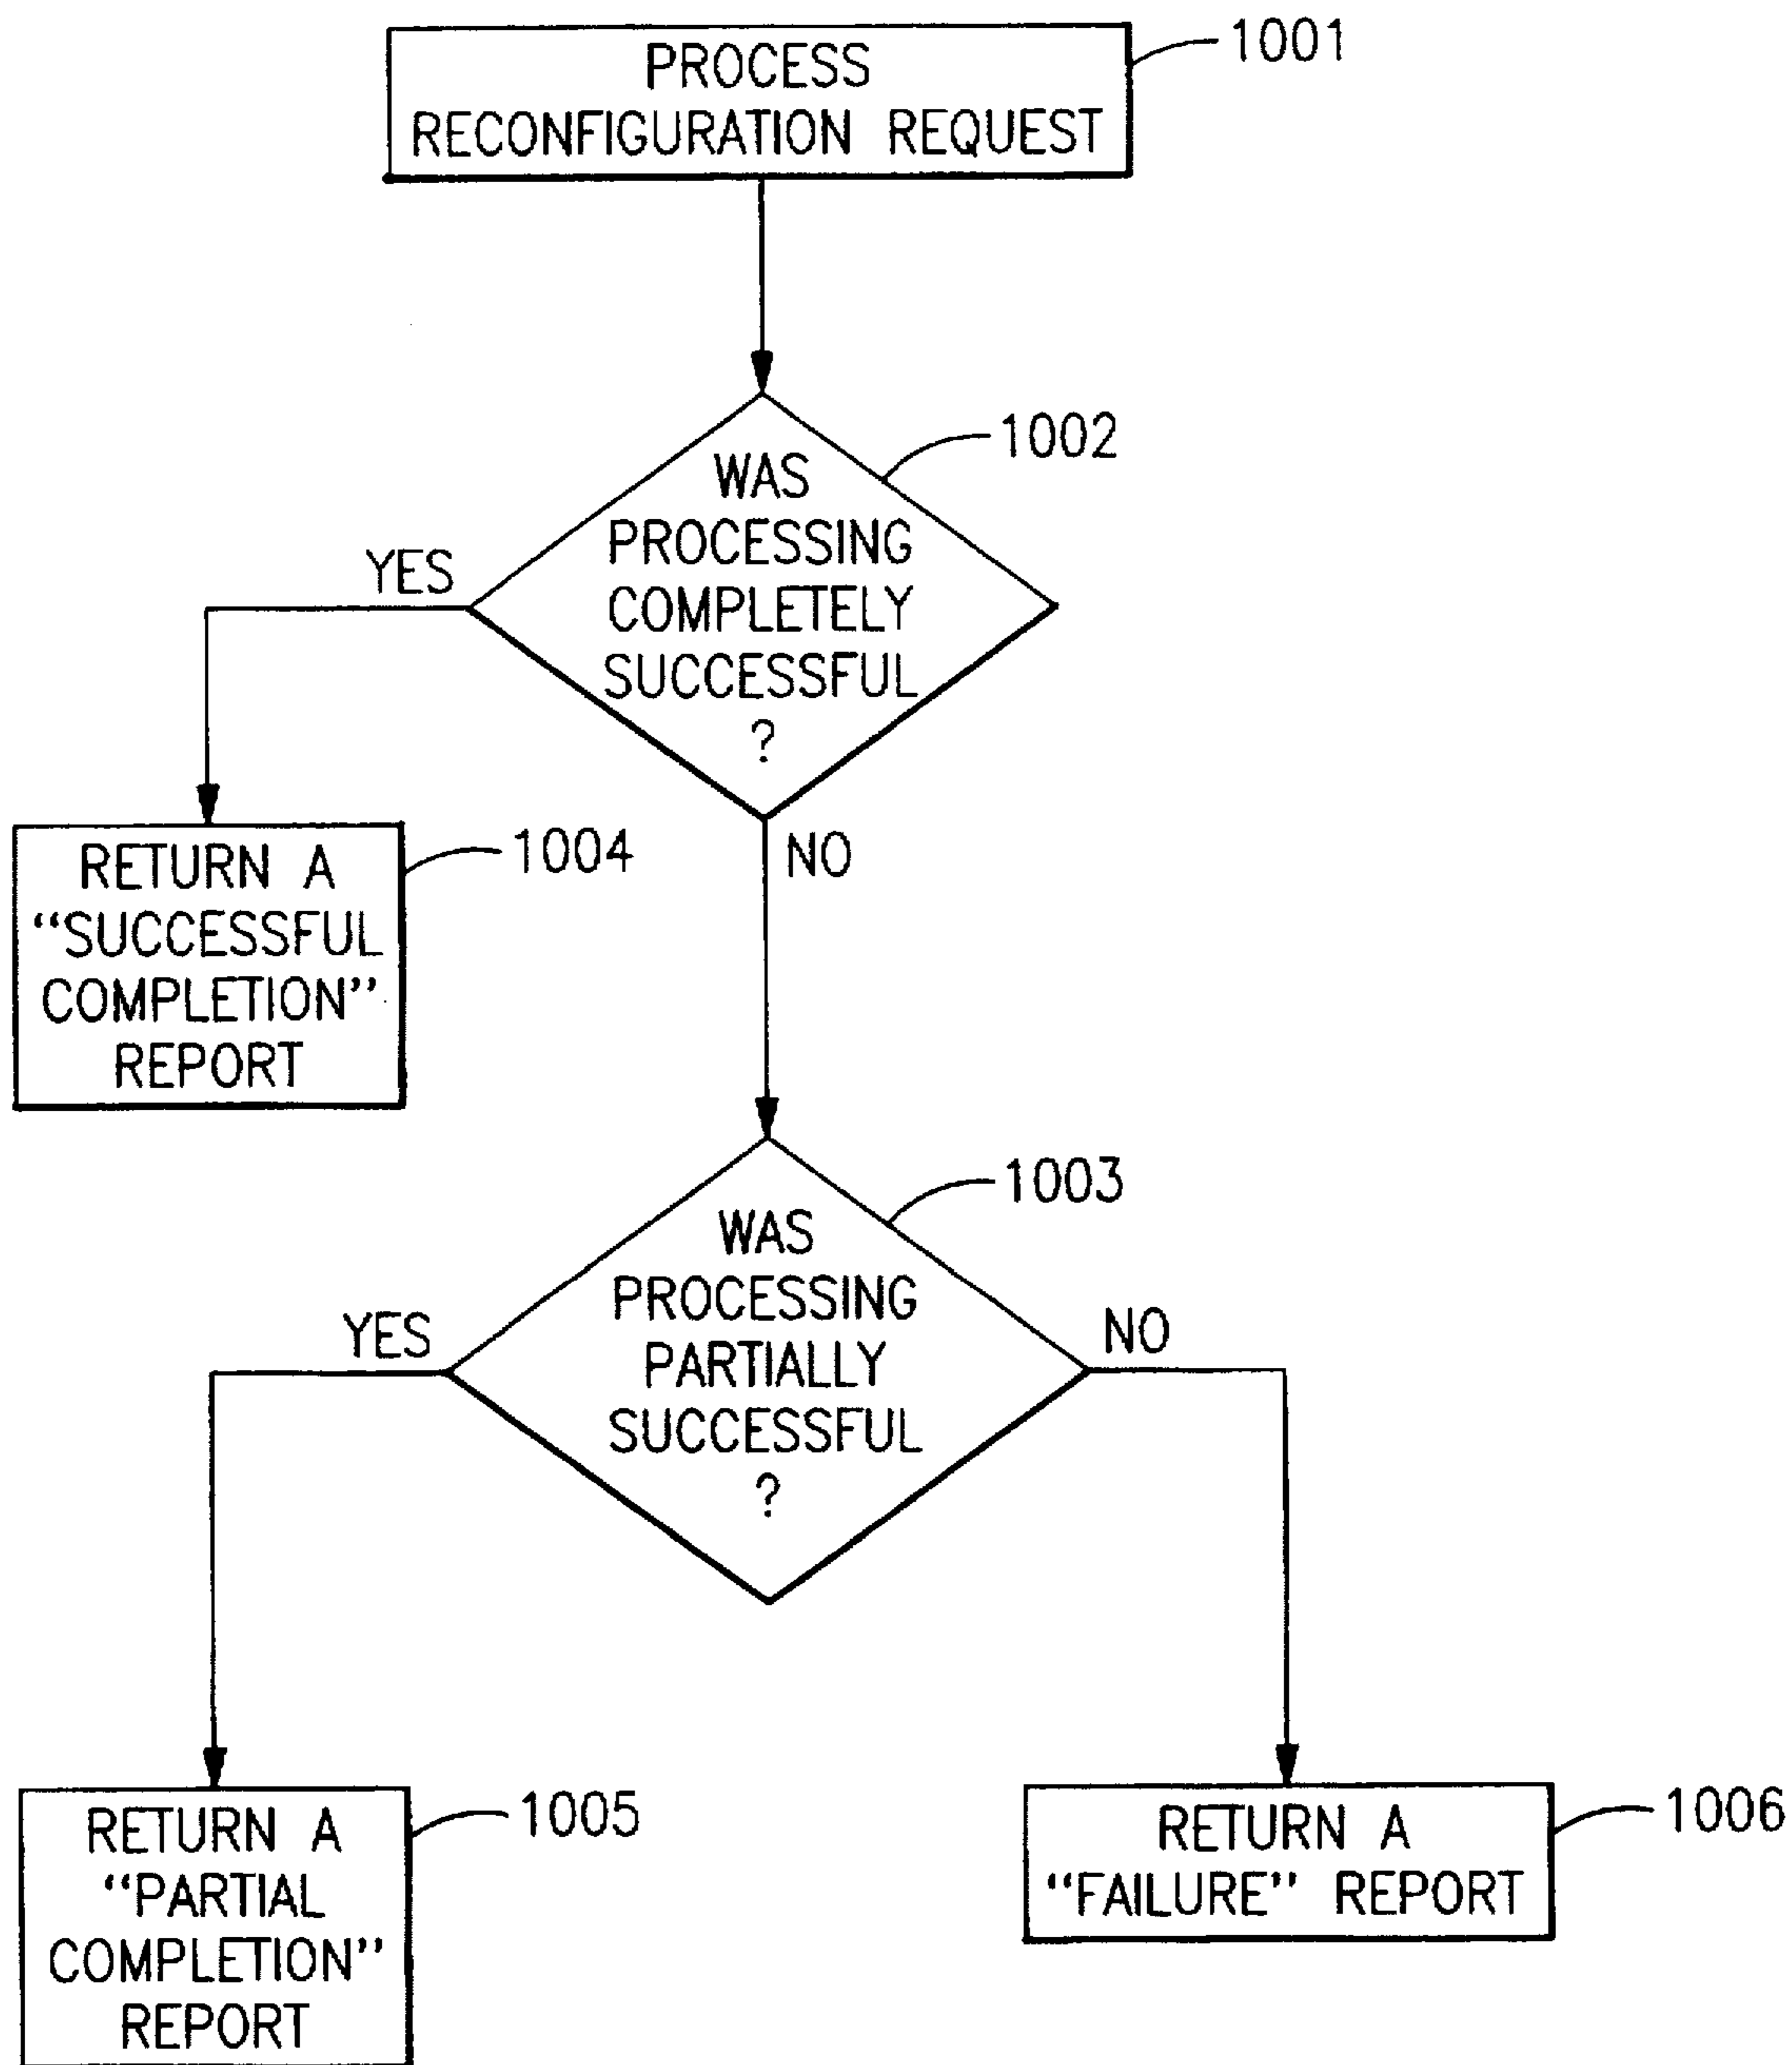 PROCESS
RECONFIGURATION REQUEST
1001
1002
WAS
PROCESSING
COMPLETELY
SUCCESSFUL
?
YES
NO
1004
RETURN A
“SUCCESSFUL
COMPLETION”
REPORT
1003
WAS
PROCESSING
PARTIALLY
SUCCESSFUL
?
YES
NO
1005
RETURN A
“PARTIAL
COMPLETION”
REPORT
1006
RETURN A
“FAILURE” REPORT